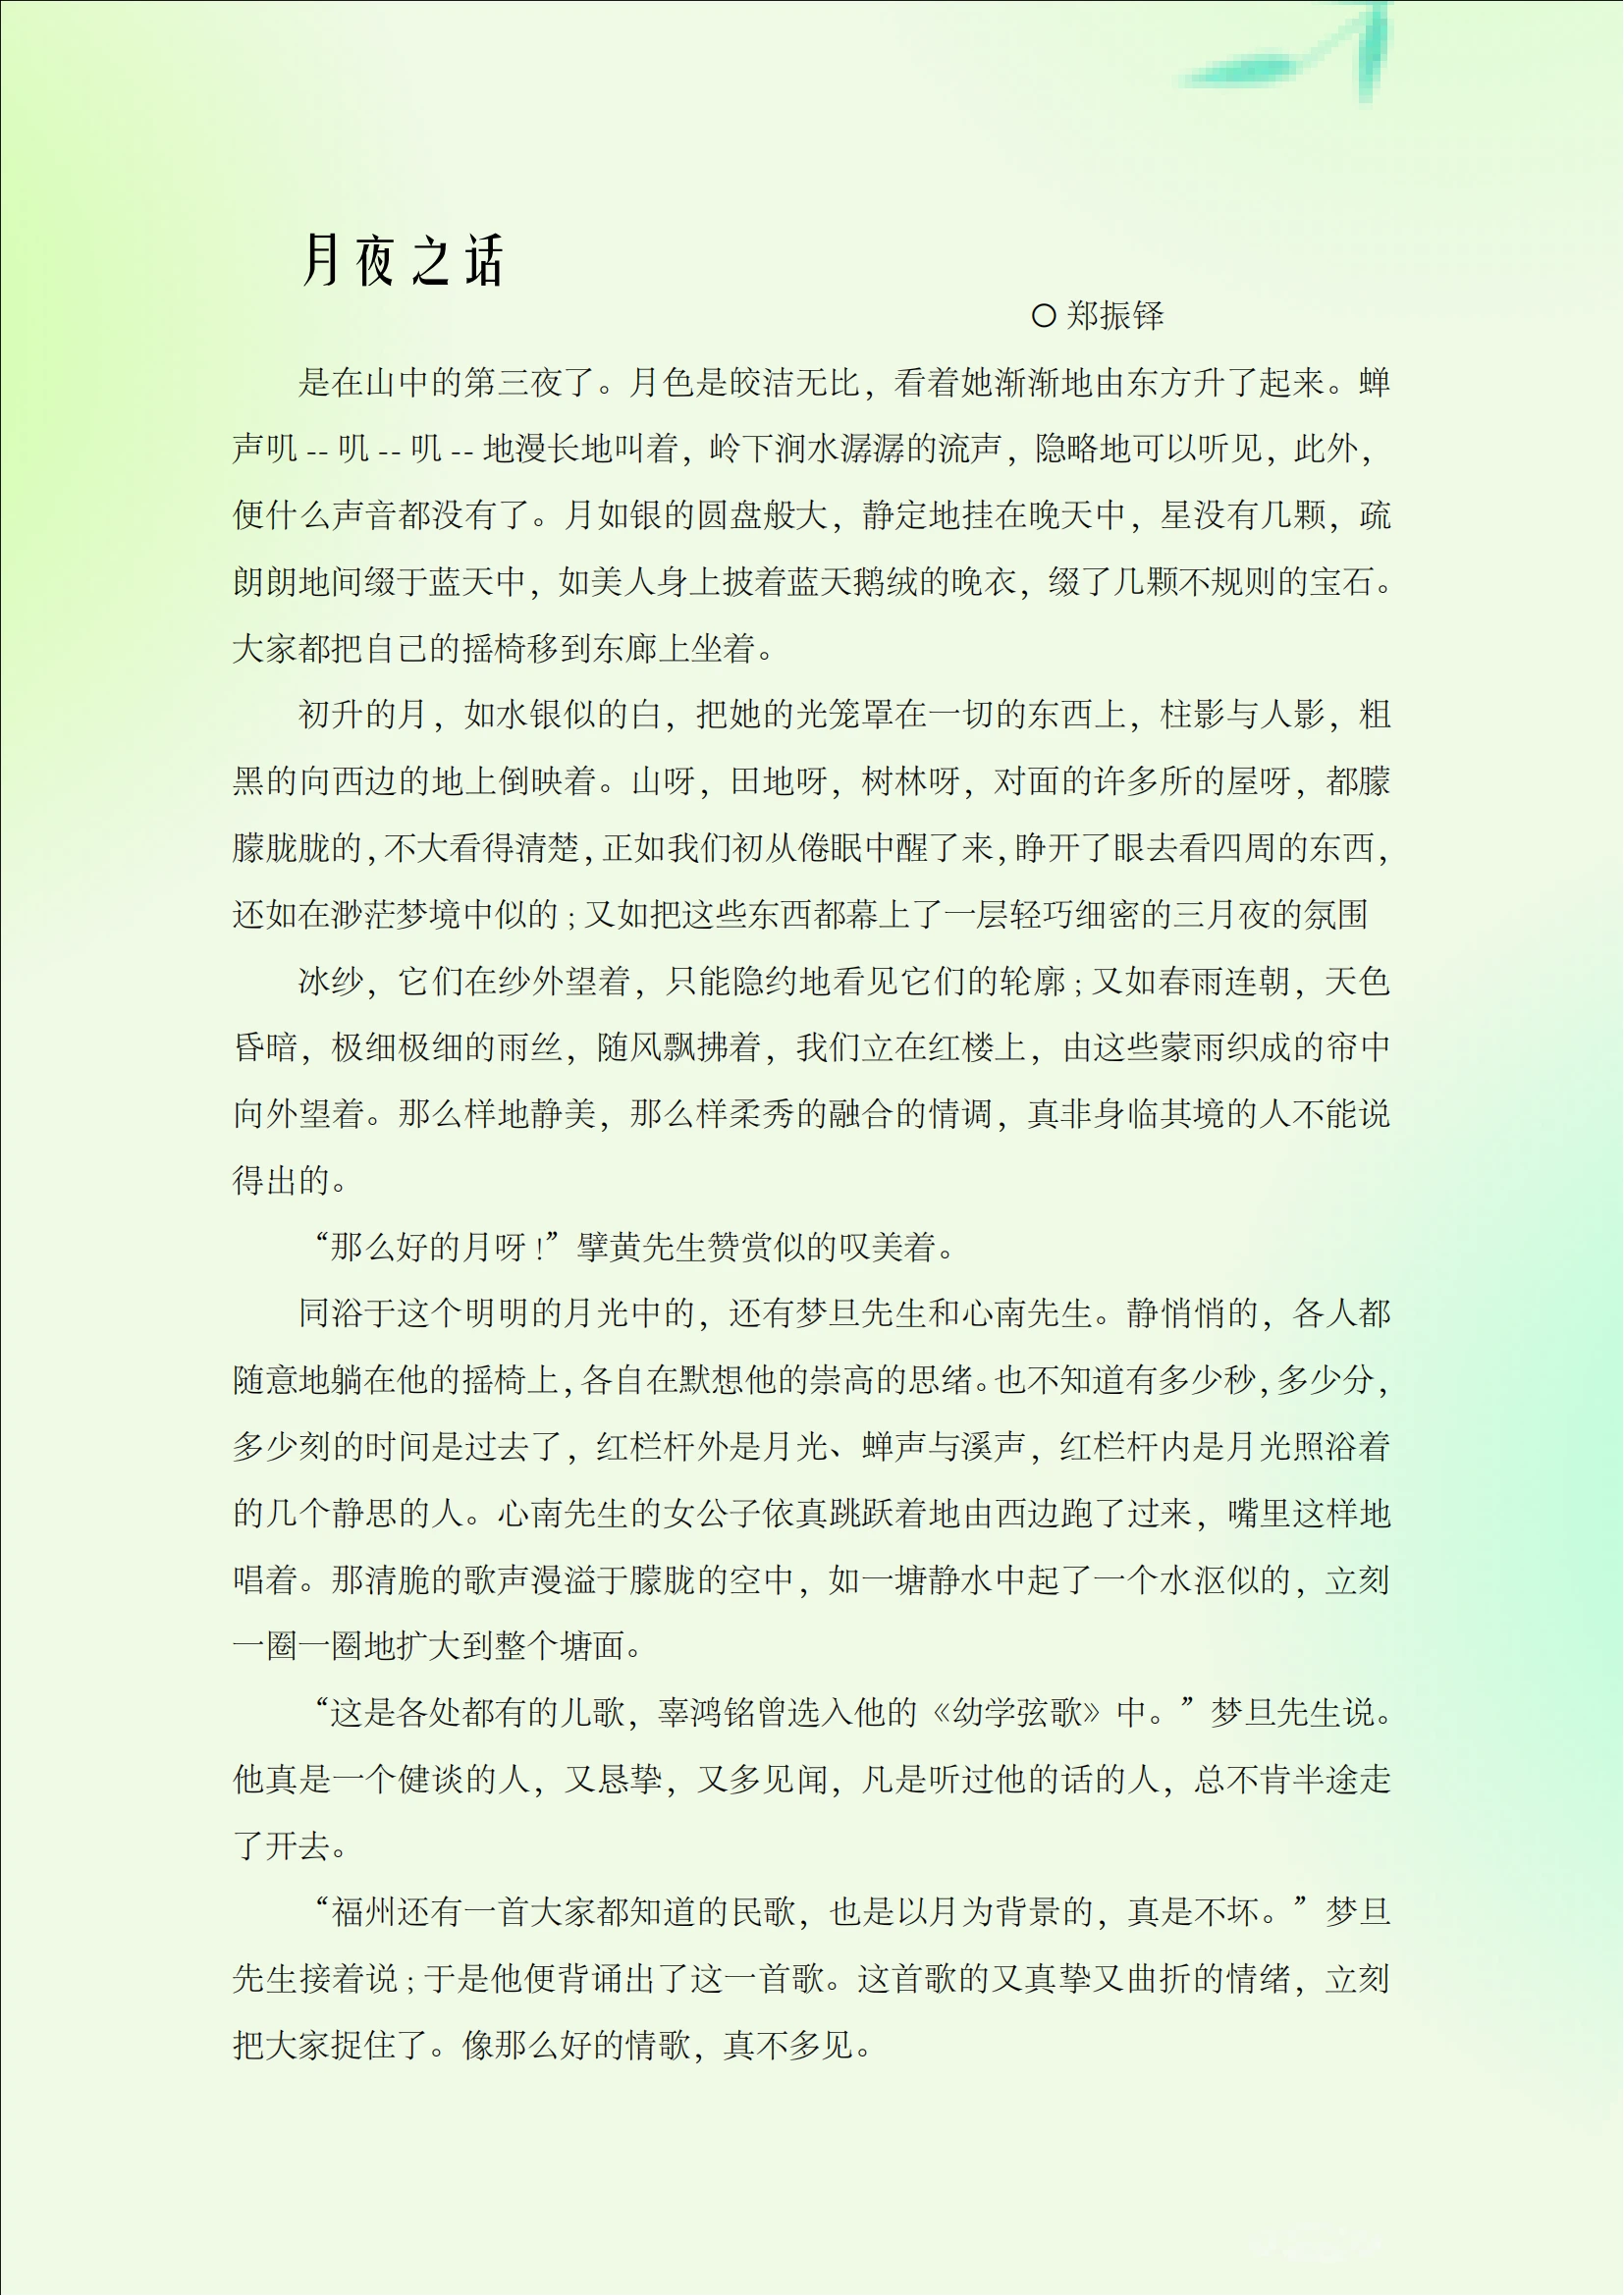 月夜之话
○ 郑振铎
是在山中的第三夜了。月色是皎洁无比，看着她渐渐地由东方升了起来。蝉
声叽 -- 叽 -- 叽 -- 地漫长地叫着，岭下涧水潺潺的流声，隐略地可以听见，此外，
便什么声音都没有了。月如银的圆盘般大，静定地挂在晚天中，星没有几颗，疏
朗朗地间缀于蓝天中，如美人身上披着蓝天鹅绒的晚衣，缀了几颗不规则的宝石。
大家都把自己的摇椅移到东廊上坐着。
初升的月，如水银似的白，把她的光笼罩在一切的东西上，柱影与人影，粗
黑的向西边的地上倒映着。山呀，田地呀，树林呀，对面的许多所的屋呀，都朦
朦胧胧的，不大看得清楚，正如我们初从倦眠中醒了来，睁开了眼去看四周的东西，
还如在渺茫梦境中似的；又如把这些东西都幕上了一层轻巧细密的三月夜的氛围
冰纱，它们在纱外望着，只能隐约地看见它们的轮廓；又如春雨连朝，天色
昏暗，极细极细的雨丝，随风飘拂着，我们立在红楼上，由这些蒙雨织成的帘中
向外望着。那么样地静美，那么样柔秀的融合的情调，真非身临其境的人不能说
得出的。
“那么好的月呀！”擘黄先生赞赏似的叹美着。
同浴于这个明明的月光中的，还有梦旦先生和心南先生。静悄悄的，各人都
随意地躺在他的摇椅上，各自在默想他的崇高的思绪。也不知道有多少秒，多少分，
多少刻的时间是过去了，红栏杆外是月光、蝉声与溪声，红栏杆内是月光照浴着
的几个静思的人。心南先生的女公子依真跳跃着地由西边跑了过来，嘴里这样地
唱着。那清脆的歌声漫溢于朦胧的空中，如一塘静水中起了一个水沤似的，立刻
一圈一圈地扩大到整个塘面。
“这是各处都有的儿歌，辜鸿铭曾选入他的《幼学弦歌》中。”梦旦先生说。
他真是一个健谈的人，又恳挚，又多见闻，凡是听过他的话的人，总不肯半途走
了开去。
“福州还有一首大家都知道的民歌，也是以月为背景的，真是不坏。”梦旦
先生接着说；于是他便背诵出了这一首歌。这首歌的又真挚又曲折的情绪，立刻
把大家捉住了。像那么好的情歌，真不多见。